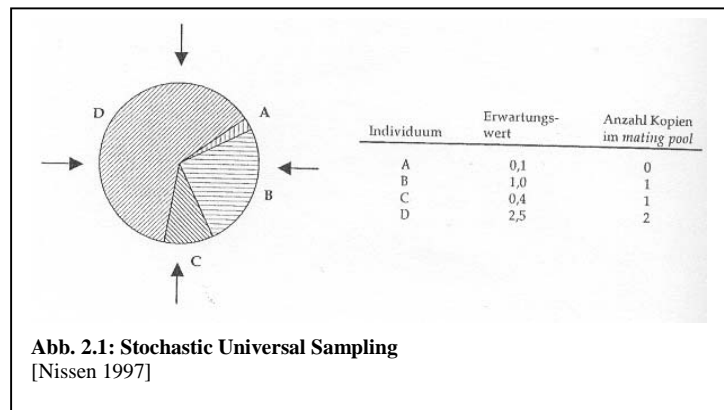 D
A
B
C
Individuum Erwartungs-wert Anzahl Kopien im mating pool
A 0,1 0
B 1,0 1
C 0,4 1
D 2,5 2
Abb. 2.1: Stochastic Universal Sampling
[Nissen 1997]